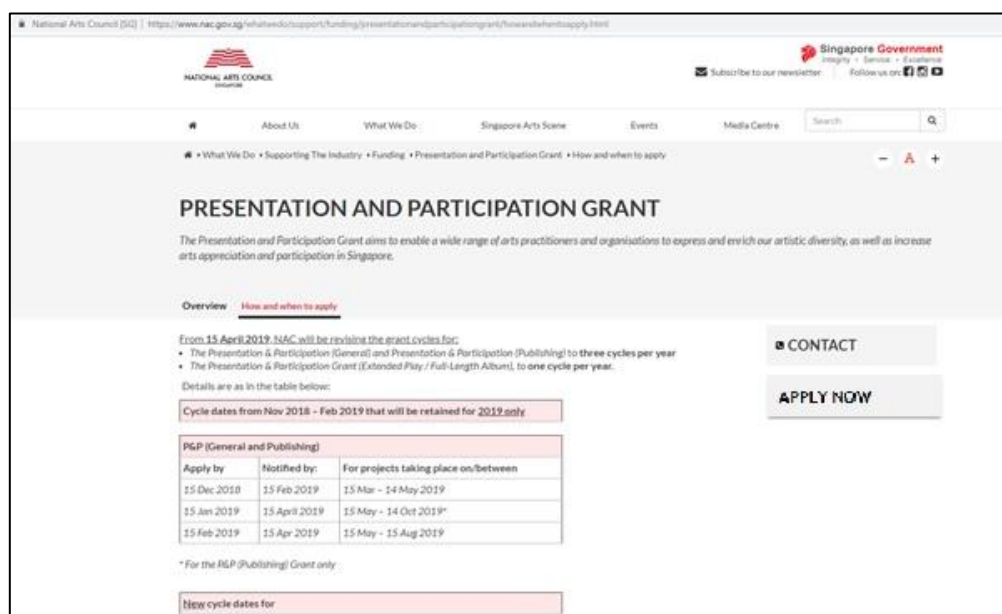 National Arts Council [SG] | https://www.nac.gov.sg/whatwedo/support/funding/presentationandparticipationgrant/howandwhentoapply.html
NATIONAL ARTS COUNCIL
SINGAPORE
Singapore Government
Integrity • Service • Excellence
Subscribe to our newsletter Follow us on:
About Us What We Do Singapore Arts Scene Events Media Centre Search
• What We Do • Supporting The Industry • Funding • Presentation and Participation Grant • How and when to apply
− A +
PRESENTATION AND PARTICIPATION GRANT
The Presentation and Participation Grant aims to enable a wide range of arts practitioners and organisations to express and enrich our artistic diversity, as well as increase
arts appreciation and participation in Singapore.
Overview How and when to apply
From 15 April 2019, NAC will be revising the grant cycles for:
• The Presentation & Participation (General) and Presentation & Participation (Publishing) to three cycles per year
• The Presentation & Participation Grant (Extended Play / Full-Length Album), to one cycle per year.
Details are as in the table below:
CONTACT
APPLY NOW
Cycle dates from Nov 2018 – Feb 2019 that will be retained for 2019 only
P&P (General and Publishing)
Apply by Notified by: For projects taking place on/between
15 Dec 2018 15 Feb 2019 15 Mar – 14 May 2019
15 Jan 2019 15 April 2019 15 May – 14 Oct 2019*
15 Feb 2019 15 Apr 2019 15 May – 15 Aug 2019
* For the P&P (Publishing) Grant only
New cycle dates for